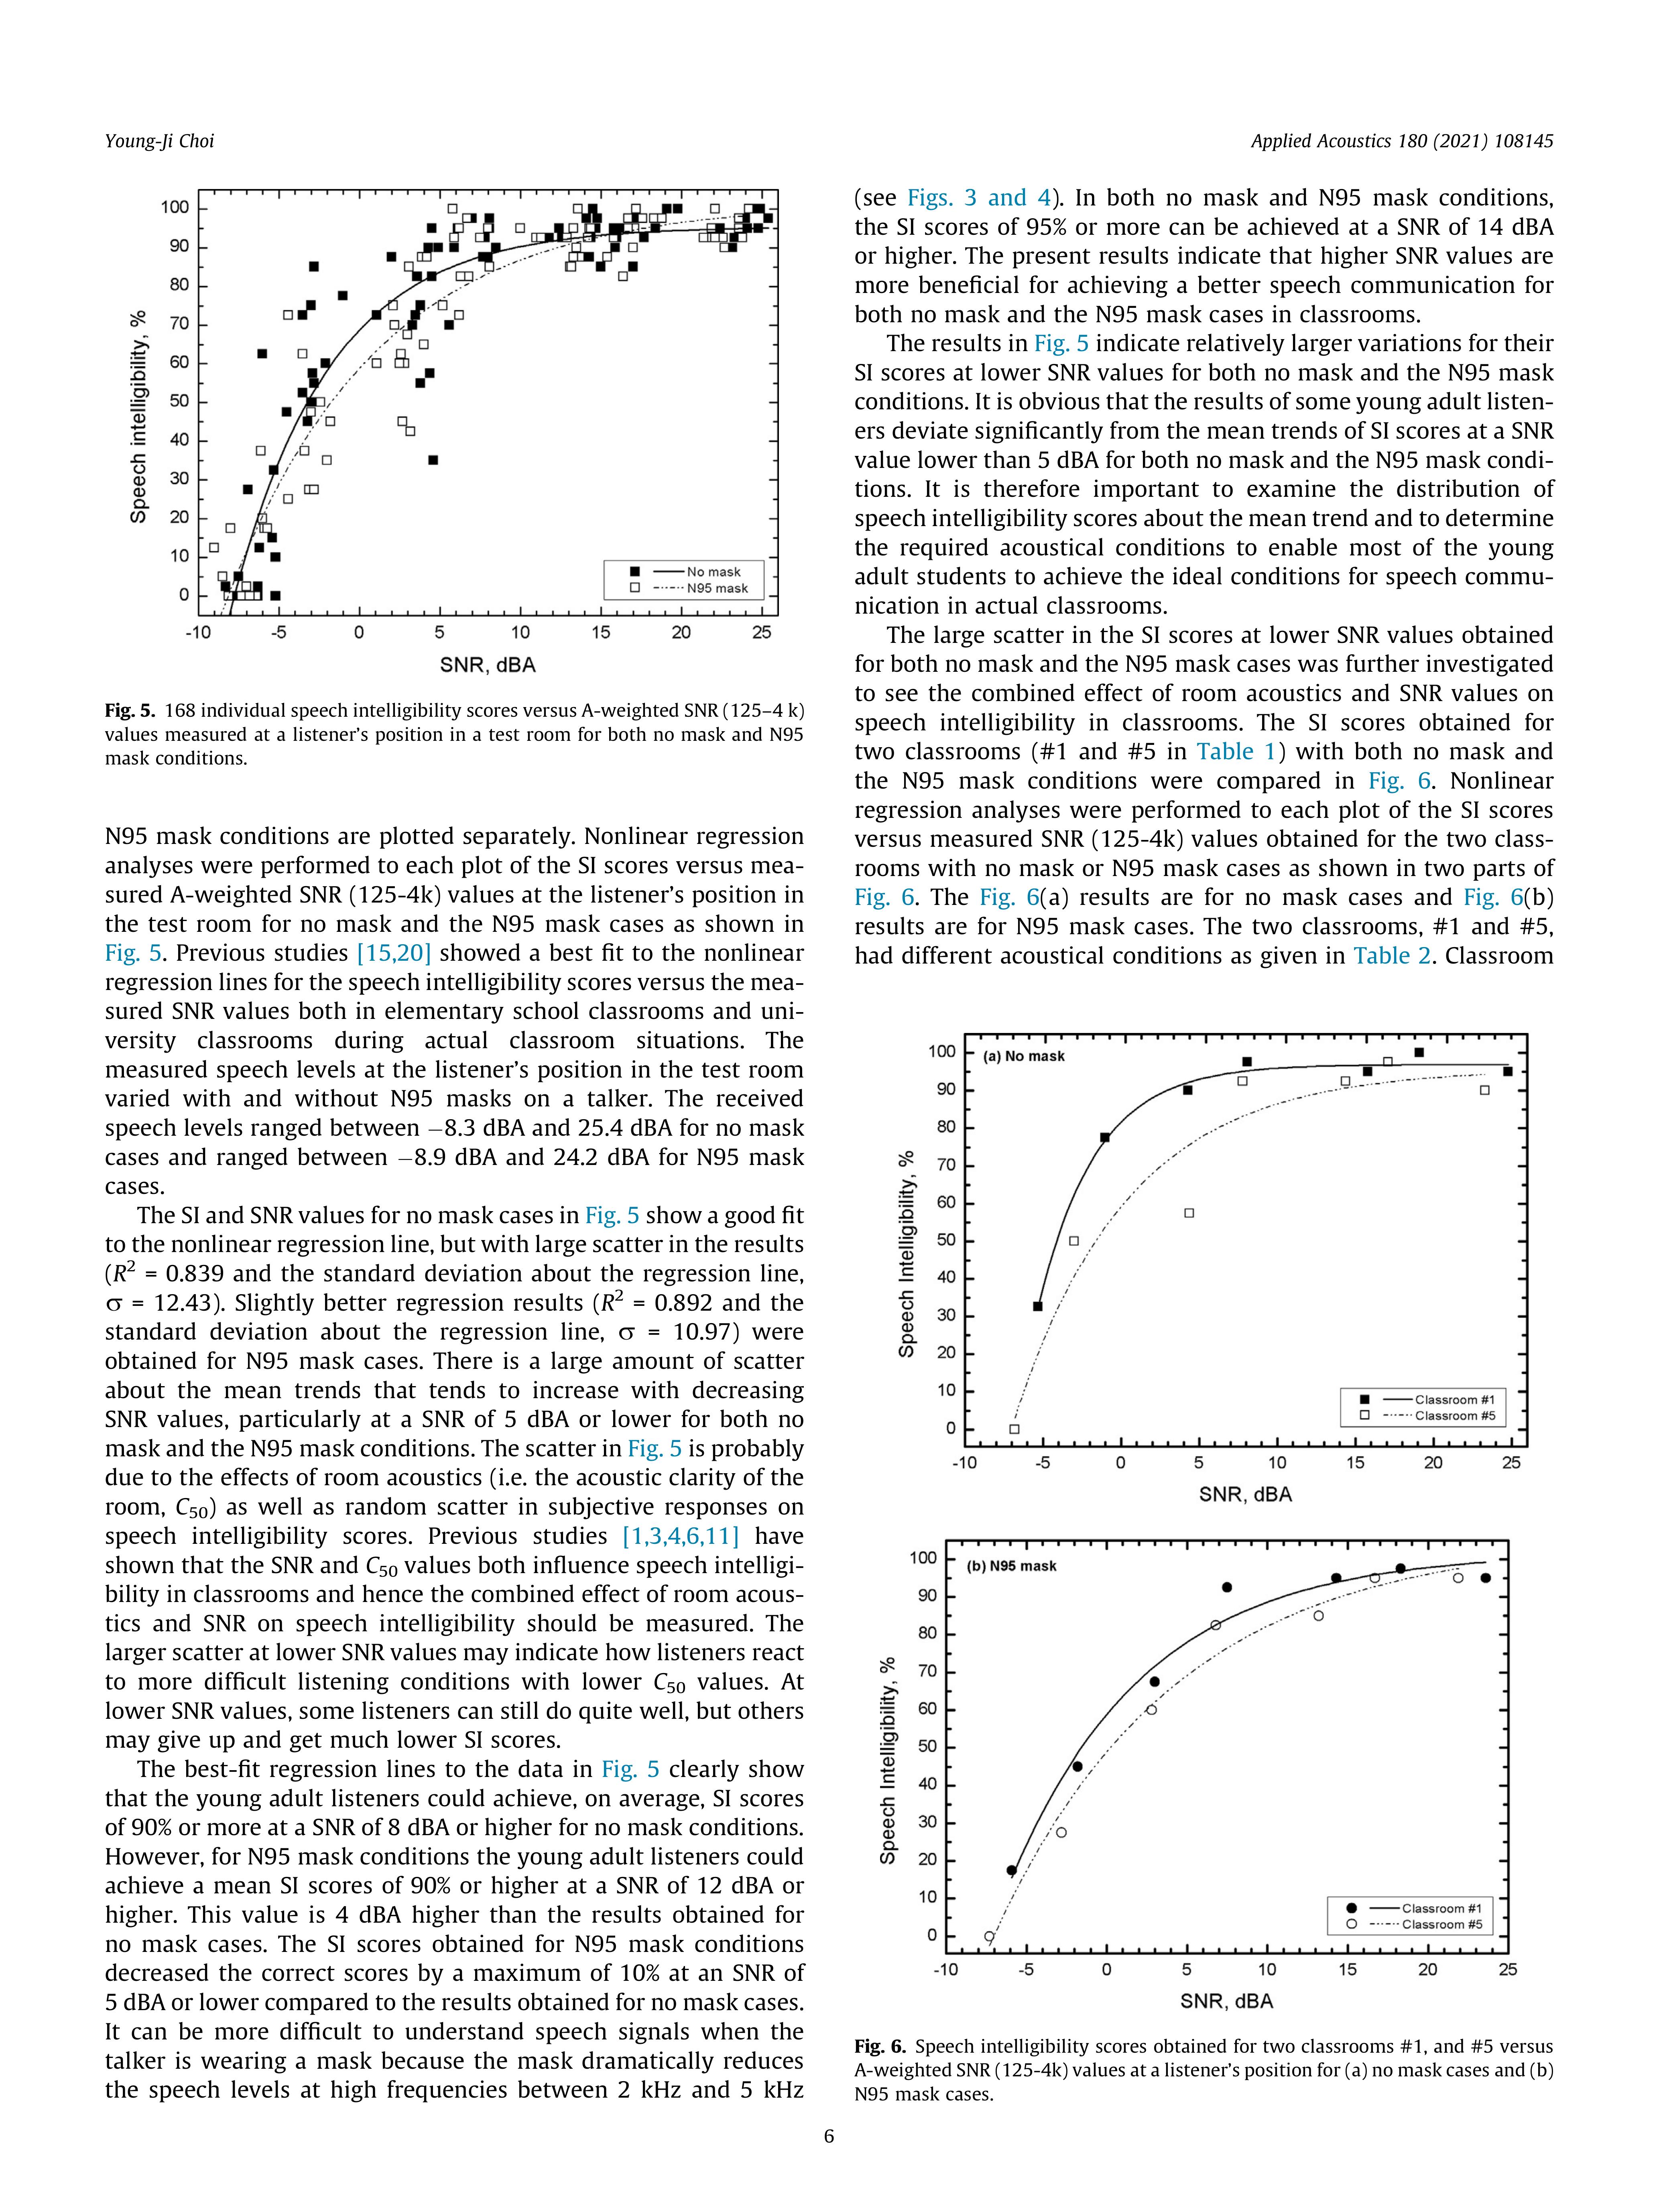 Young-Ji Choi
Applied Acoustics 180 (2021) 108145
100
90
80
70
60
50
40
30
20
10
0
Speech intelligibility, %
No mask
N95 mask
-10 -5 0 5 10 15 20 25
SNR, dBA
Fig. 5. 168 individual speech intelligibility scores versus A-weighted SNR (125–4 k)
values measured at a listener's position in a test room for both no mask and N95
mask conditions.
N95 mask conditions are plotted separately. Nonlinear regression
analyses were performed to each plot of the SI scores versus mea-
sured A-weighted SNR (125-4k) values at the listener's position in
the test room for no mask and the N95 mask cases as shown in
Fig. 5. Previous studies [15,20] showed a best fit to the nonlinear
regression lines for the speech intelligibility scores versus the mea-
sured SNR values both in elementary school classrooms and uni-
versity classrooms during actual classroom situations. The
measured speech levels at the listener's position in the test room
varied with and without N95 masks on a talker. The received
speech levels ranged between −8.3 dBA and 25.4 dBA for no mask
cases and ranged between −8.9 dBA and 24.2 dBA for N95 mask
cases.
The SI and SNR values for no mask cases in Fig. 5 show a good fit
to the nonlinear regression line, but with large scatter in the results
(R² = 0.839 and the standard deviation about the regression line,
σ = 12.43). Slightly better regression results (R² = 0.892 and the
standard deviation about the regression line, σ = 10.97) were
obtained for N95 mask cases. There is a large amount of scatter
about the mean trends that tends to increase with decreasing
SNR values, particularly at a SNR of 5 dBA or lower for both no
mask and the N95 mask conditions. The scatter in Fig. 5 is probably
due to the effects of room acoustics (i.e. the acoustic clarity of the
room, C₅₀) as well as random scatter in subjective responses on
speech intelligibility scores. Previous studies [1,3,4,6,11] have
shown that the SNR and C₅₀ values both influence speech intelligi-
bility in classrooms and hence the combined effect of room acous-
tics and SNR on speech intelligibility should be measured. The
larger scatter at lower SNR values may indicate how listeners react
to more difficult listening conditions with lower C₅₀ values. At
lower SNR values, some listeners can still do quite well, but others
may give up and get much lower SI scores.
The best-fit regression lines to the data in Fig. 5 clearly show
that the young adult listeners could achieve, on average, SI scores
of 90% or more at a SNR of 8 dBA or higher for no mask conditions.
However, for N95 mask conditions the young adult listeners could
achieve a mean SI scores of 90% or higher at a SNR of 12 dBA or
higher. This value is 4 dBA higher than the results obtained for
no mask cases. The SI scores obtained for N95 mask conditions
decreased the correct scores by a maximum of 10% at an SNR of
5 dBA or lower compared to the results obtained for no mask cases.
It can be more difficult to understand speech signals when the
talker is wearing a mask because the mask dramatically reduces
the speech levels at high frequencies between 2 kHz and 5 kHz
(see Figs. 3 and 4). In both no mask and N95 mask conditions,
the SI scores of 95% or more can be achieved at a SNR of 14 dBA
or higher. The present results indicate that higher SNR values are
more beneficial for achieving a better speech communication for
both no mask and the N95 mask cases in classrooms.
The results in Fig. 5 indicate relatively larger variations for their
SI scores at lower SNR values for both no mask and the N95 mask
conditions. It is obvious that the results of some young adult listen-
ers deviate significantly from the mean trends of SI scores at a SNR
value lower than 5 dBA for both no mask and the N95 mask condi-
tions. It is therefore important to examine the distribution of
speech intelligibility scores about the mean trend and to determine
the required acoustical conditions to enable most of the young
adult students to achieve the ideal conditions for speech commu-
nication in actual classrooms.
The large scatter in the SI scores at lower SNR values obtained
for both no mask and the N95 mask cases was further investigated
to see the combined effect of room acoustics and SNR values on
speech intelligibility in classrooms. The SI scores obtained for
two classrooms (#1 and #5 in Table 1) with both no mask and
the N95 mask conditions were compared in Fig. 6. Nonlinear
regression analyses were performed to each plot of the SI scores
versus measured SNR (125-4k) values obtained for the two class-
rooms with no mask or N95 mask cases as shown in two parts of
Fig. 6. The Fig. 6(a) results are for no mask cases and Fig. 6(b)
results are for N95 mask cases. The two classrooms, #1 and #5,
had different acoustical conditions as given in Table 2. Classroom
(a) No mask
100
90
80
70
60
50
40
30
20
10
0
Speech Intelligibility, %
Classroom #1
Classroom #5
-10 -5 0 5 10 15 20 25
SNR, dBA
(b) N95 mask
100
90
80
70
60
50
40
30
20
10
0
Speech Intelligibility, %
Classroom #1
Classroom #5
-10 -5 0 5 10 15 20 25
SNR, dBA
Fig. 6. Speech intelligibility scores obtained for two classrooms #1, and #5 versus
A-weighted SNR (125-4k) values at a listener's position for (a) no mask cases and (b)
N95 mask cases.
6